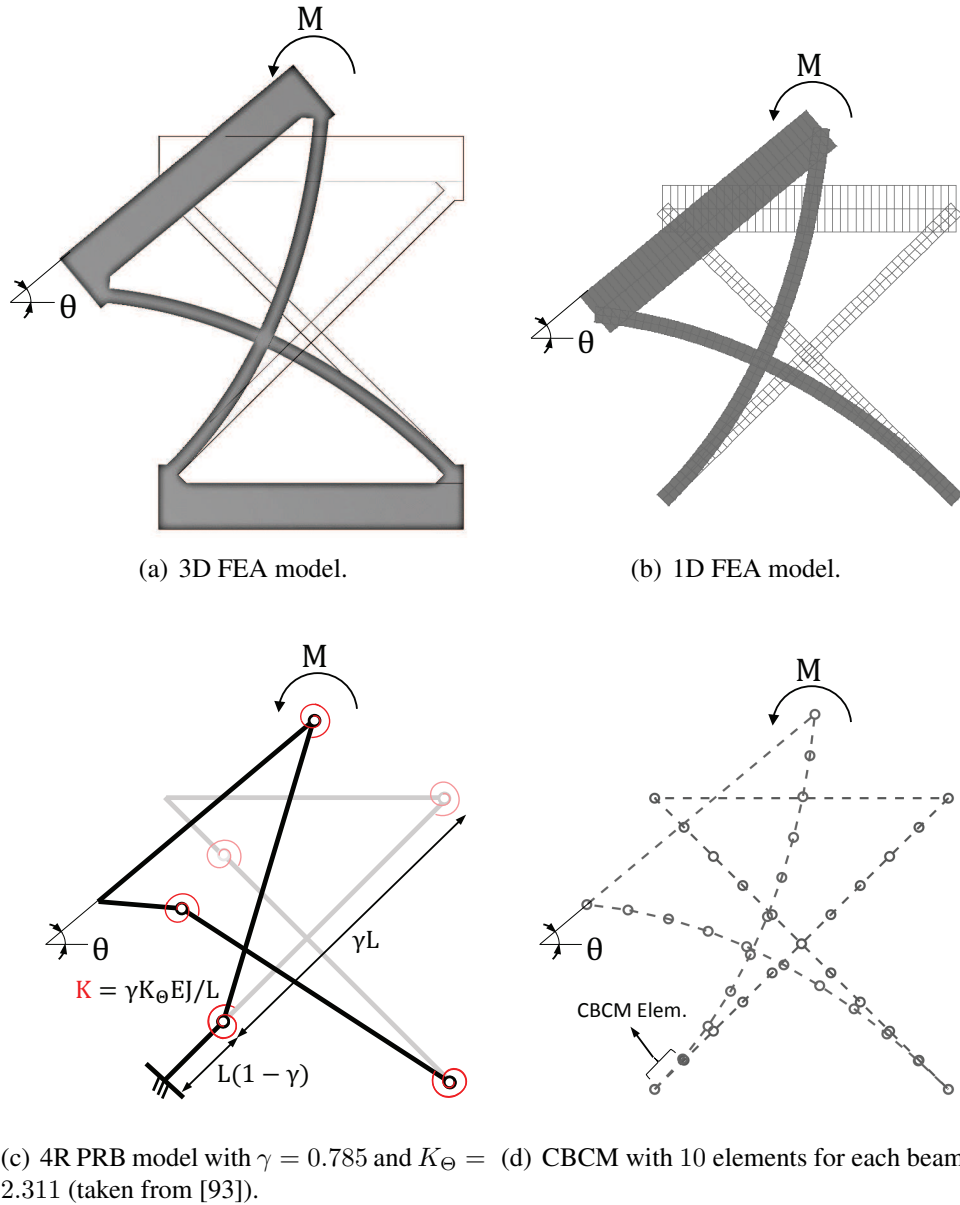 M
M
θ
θ
(a) 3D FEA model.
(b) 1D FEA model.
M
M
γL
θ
θ
K = γK_ΘEJ/L
CBCM Elem.
L(1 − γ)
(c) 4R PRB model with γ = 0.785 and K_Θ = 2.311 (taken from [93]).
(d) CBCM with 10 elements for each beam